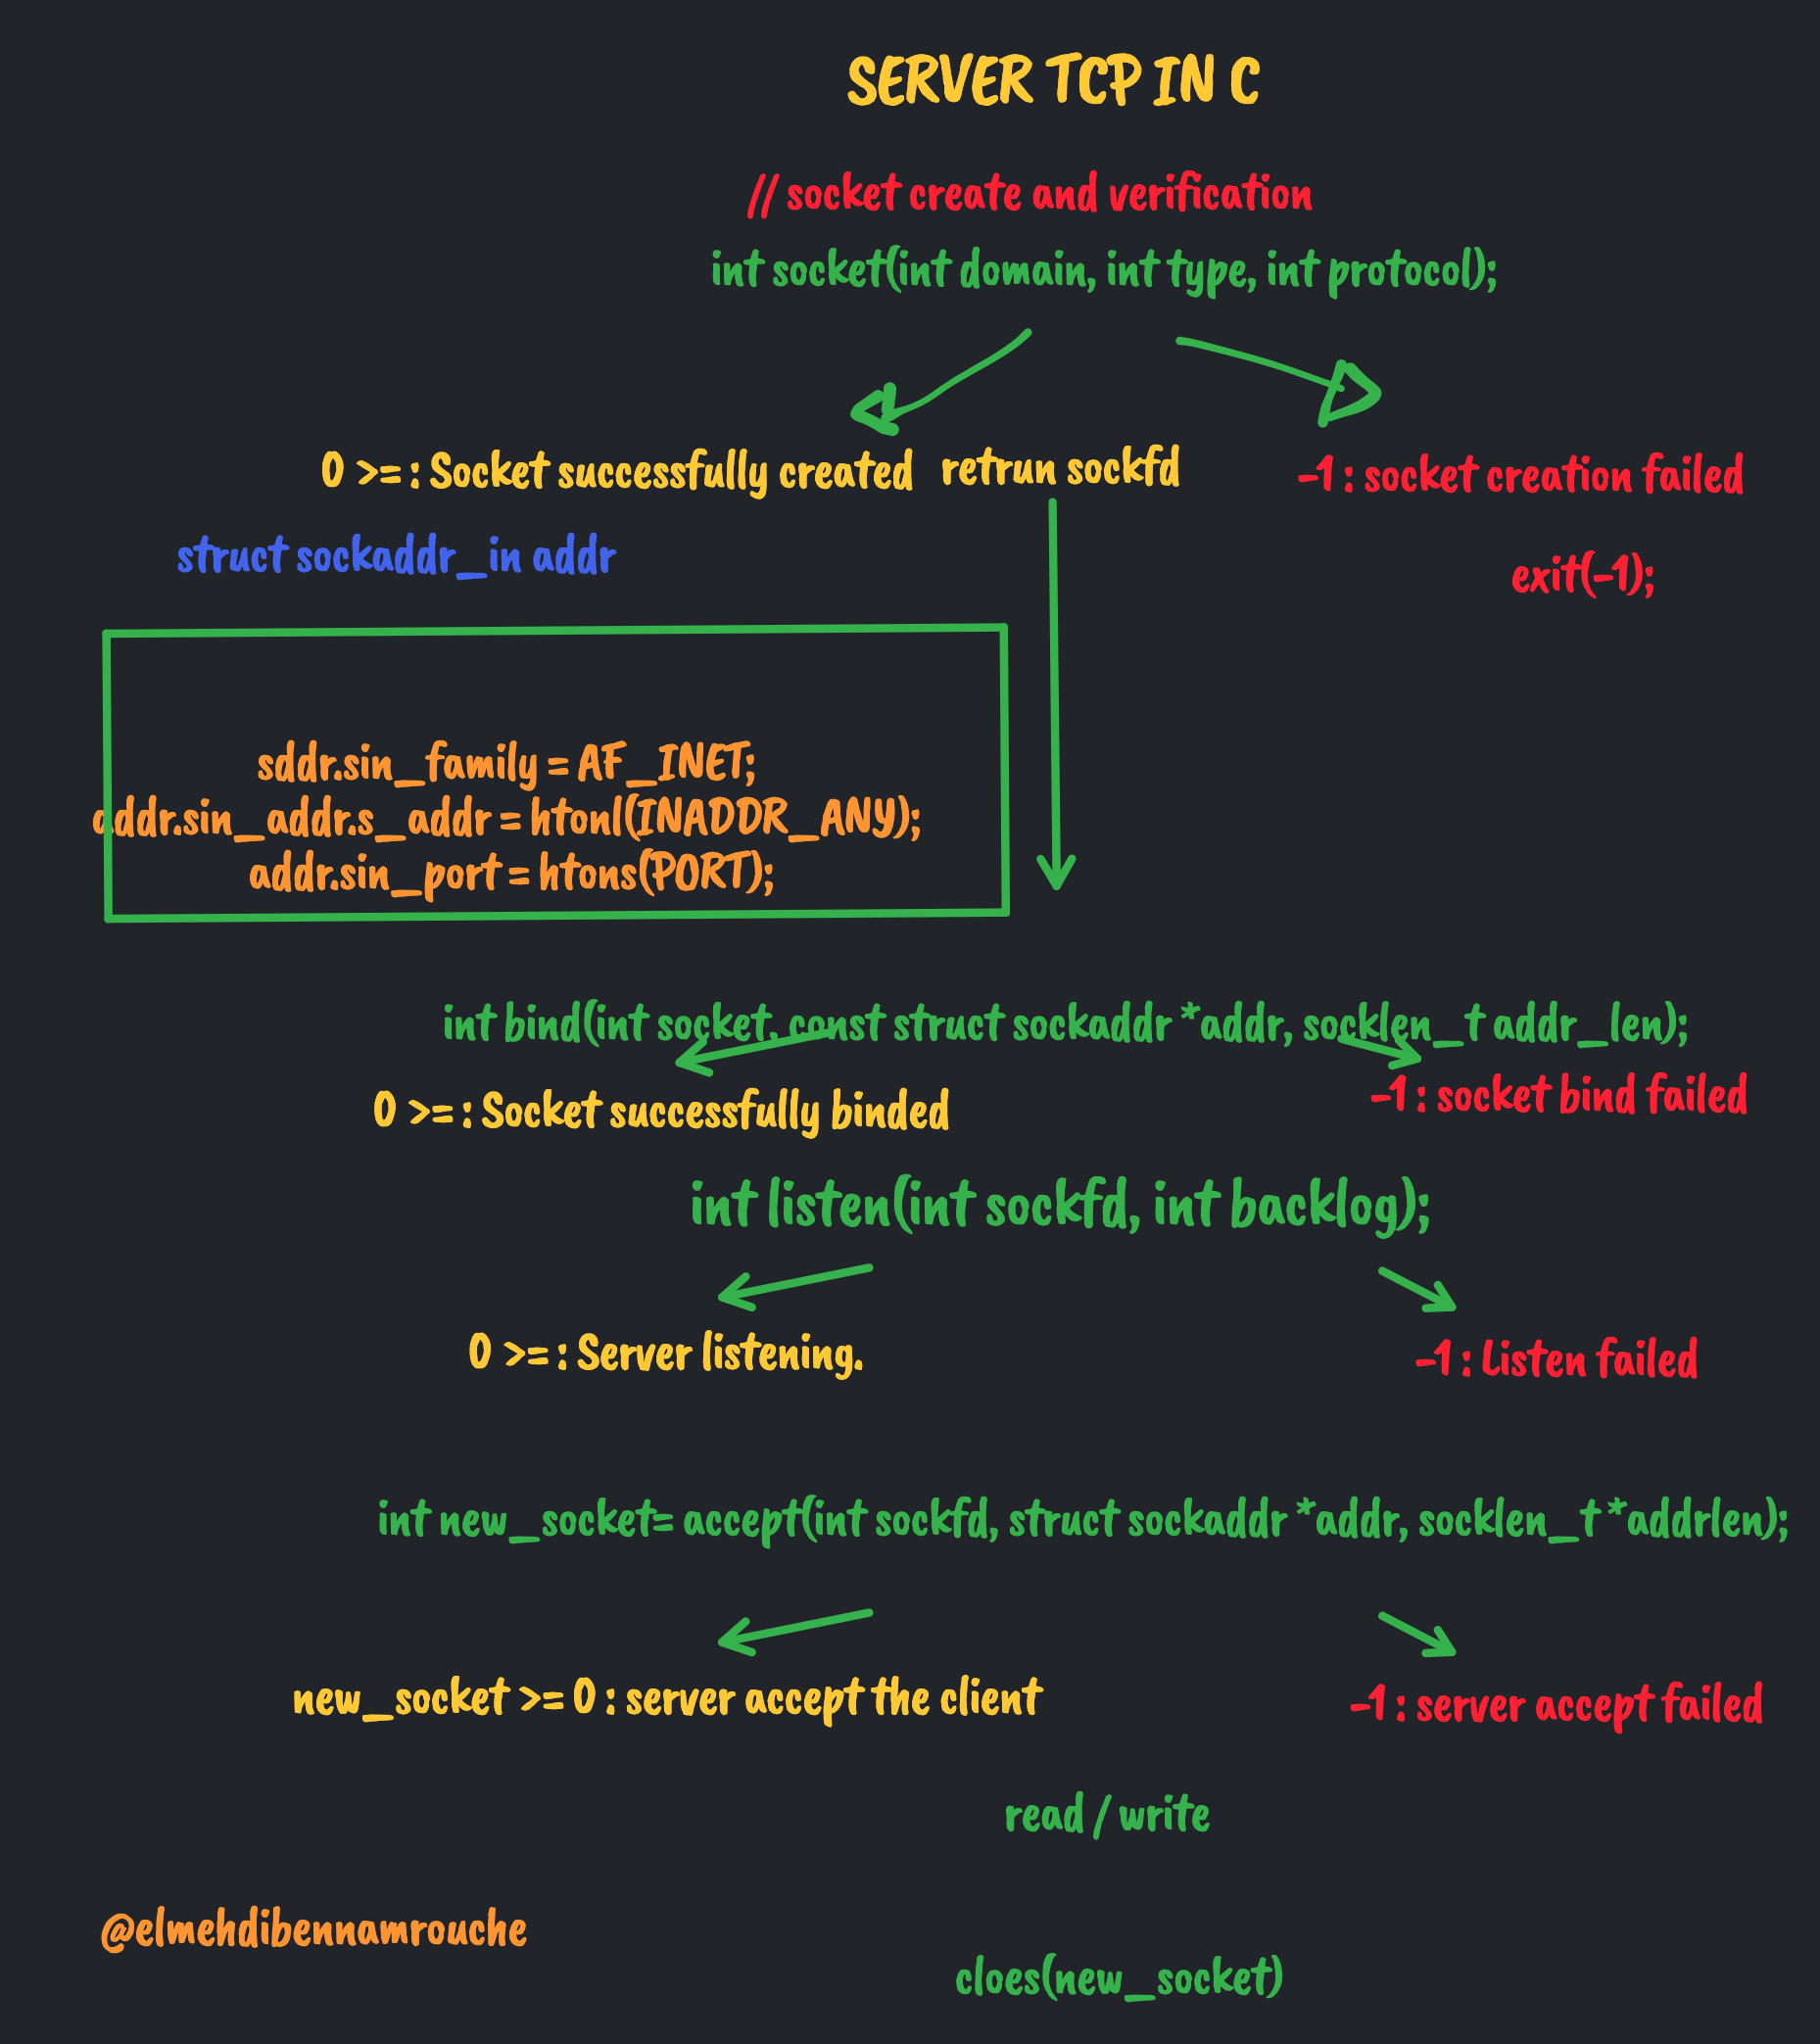 SERVER TCP IN C
// socket create and verification
int socket(int domain, int type, int protocol);
0 >= : Socket successfully created retrun sockfd
-1 : socket creation failed
struct sockaddr_in addr
exit(-1);
sddr.sin_family = AF_INET;
addr.sin_addr.s_addr = htonl(INADDR_ANY);
addr.sin_port = htons(PORT);
int bind(int socket, const struct sockaddr *addr, socklen_t addr_len);
0 >= : Socket successfully binded
-1 : socket bind failed
int listen(int sockfd, int backlog);
0 >= : Server listening.
-1 : Listen failed
int new_socket= accept(int sockfd, struct sockaddr *addr, socklen_t *addrlen);
new_socket >= 0 : server accept the client
-1 : server accept failed
read / write
@elmehdibennamrouche
cloes(new_socket)